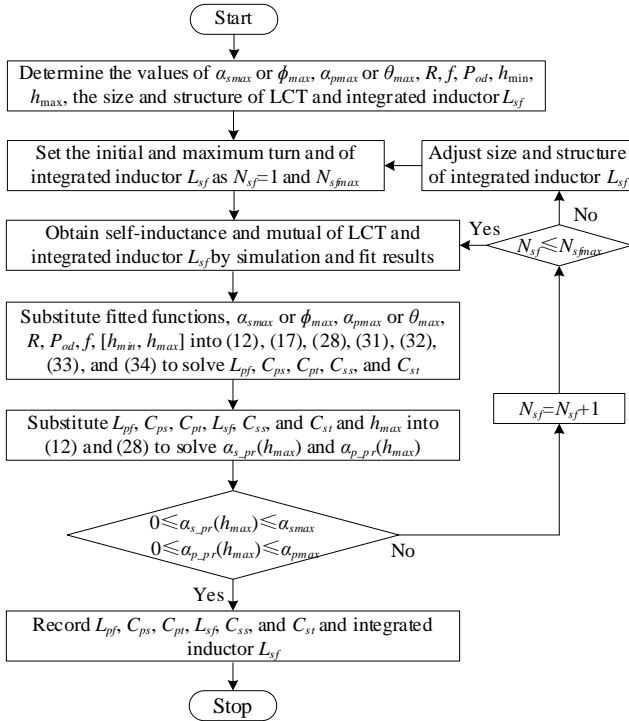 Start
Determine the values of αsmax or ϕmax, αpmax or θmax, R, f, Pod, hmin,
hmax, the size and structure of LCT and integrated inductor Lsf
Set the initial and maximum turn and of
integrated inductor Lsf as Nsf=1 and Nsfmax
Adjust size and structure
of integrated inductor Lsf
No
Yes
Nsf≤Nsfmax
Obtain self-inductance and mutual of LCT and
integrated inductor Lsf by simulation and fit results
Substitute fitted functions, αsmax or ϕmax, αpmax or θmax,
R, Pod, f, [hmin, hmax] into (12), (17), (28), (31), (32),
(33), and (34) to solve Lpf, Cps, Cpt, Css, and Cst
Nsf=Nsf+1
Substitute Lpf, Cps, Cpt, Lsf, Css, and Cst and hmax into
(12) and (28) to solve αs_pr(hmax) and αp_pr(hmax)
0≤αs_pr(hmax)≤αsmax
0≤αp_pr(hmax)≤αpmax
No
Yes
Record Lpf, Cps, Cpt, Lsf, Css, and Cst and integrated
inductor Lsf
Stop